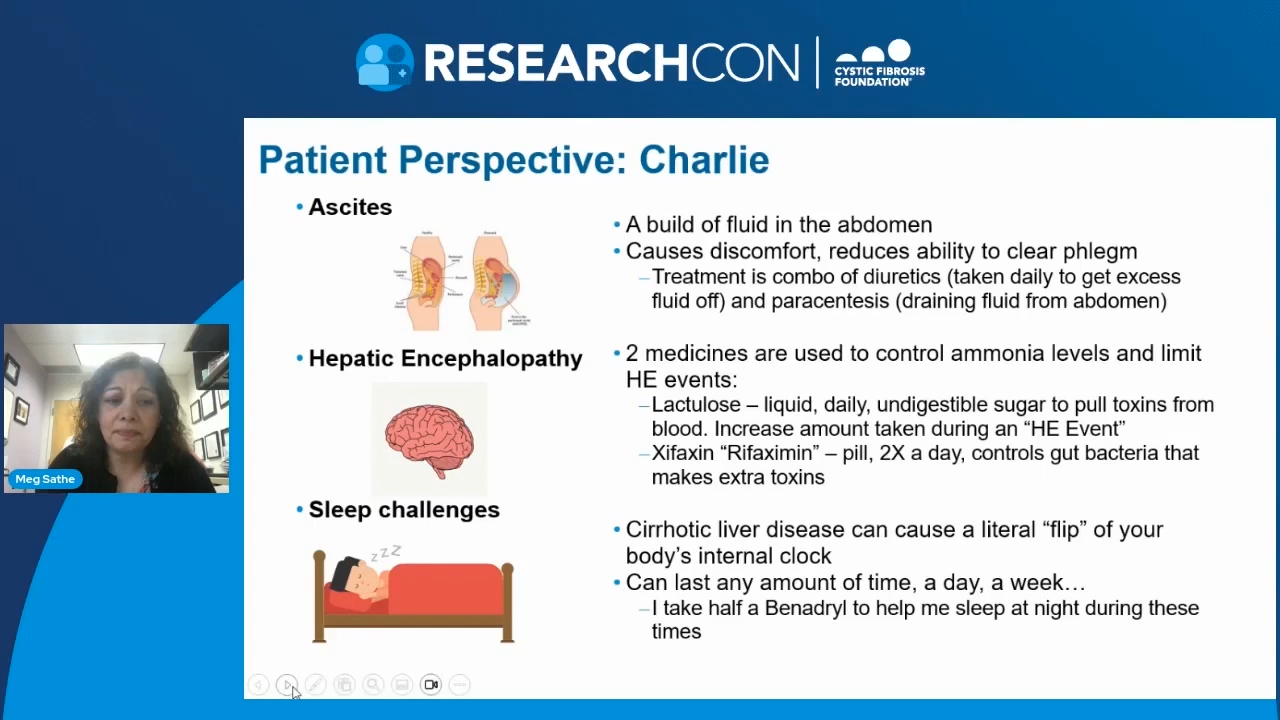 RESEARCHCON
CYSTIC FIBROSIS
FOUNDATION
Patient Perspective: Charlie
• Ascites
• A build of fluid in the abdomen
• Causes discomfort, reduces ability to clear phlegm
–Treatment is combo of diuretics (taken daily to get excess
fluid off) and paracentesis (draining fluid from abdomen)
• Hepatic Encephalopathy
• 2 medicines are used to control ammonia levels and limit
HE events:
–Lactulose – liquid, daily, undigestible sugar to pull toxins from
blood. Increase amount taken during an “HE Event”
–Xifaxin “Rifaximin” – pill, 2X a day, controls gut bacteria that
makes extra toxins
• Sleep challenges
z z z
• Cirrhotic liver disease can cause a literal “flip” of your
body’s internal clock
• Can last any amount of time, a day, a week…
–I take half a Benadryl to help me sleep at night during these
times
Meg Sathe